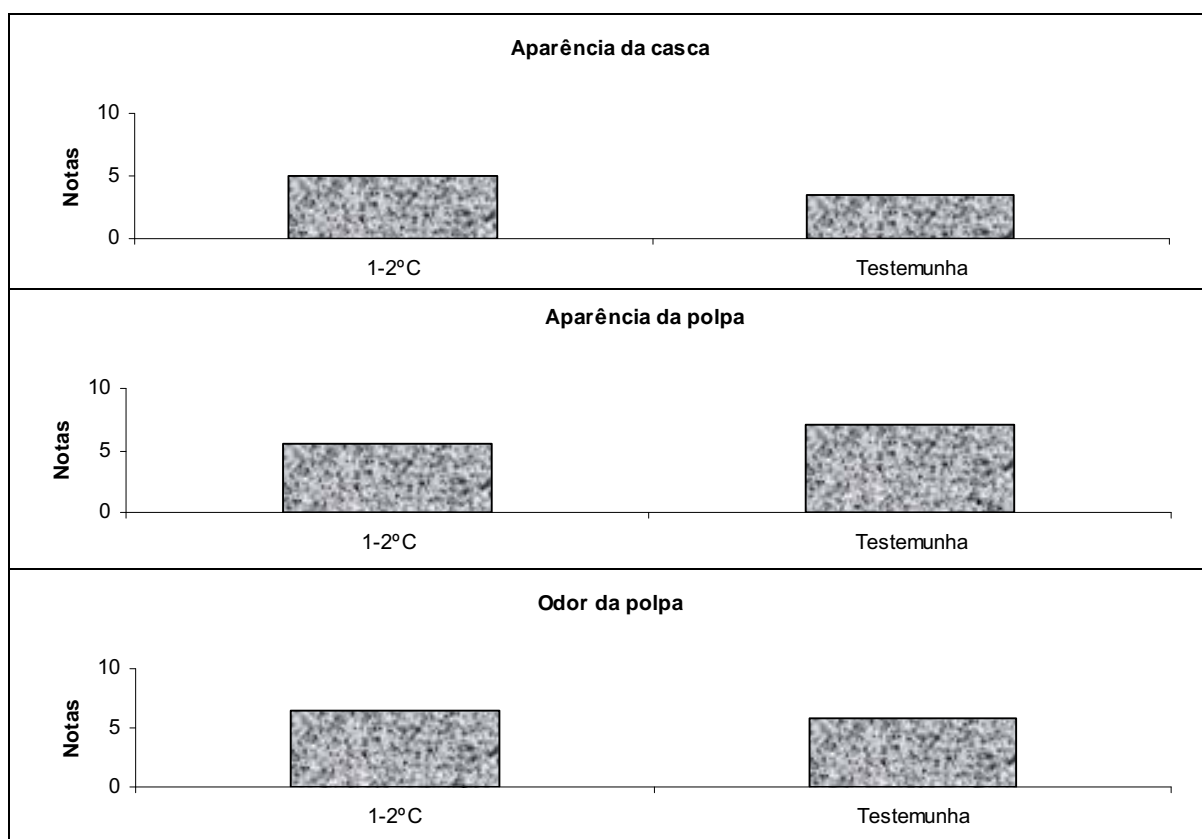 Aparência da casca
10
5
0
Notas
1-2ºC
Testemunha
Aparência da polpa
10
5
0
Notas
1-2ºC
Testemunha
Odor da polpa
10
5
0
Notas
1-2ºC
Testemunha